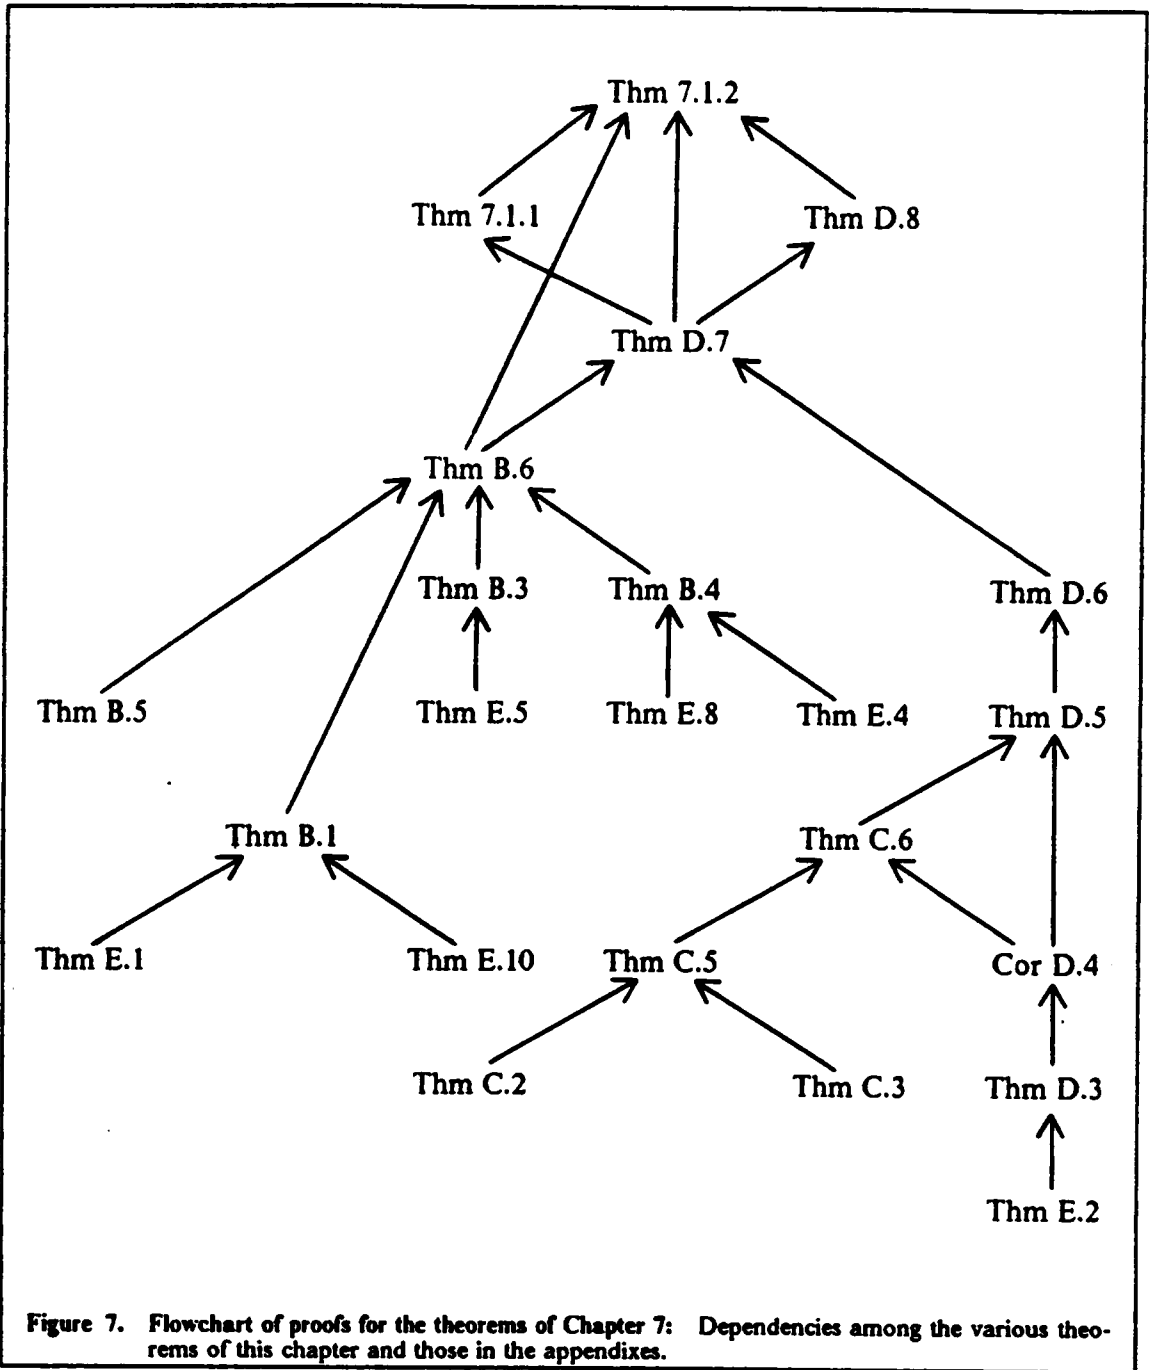 Thm 7.1.2
Thm 7.1.1 Thm D.8
Thm D.7
Thm B.6
Thm B.3 Thm B.4 Thm D.6
Thm B.5 Thm E.5 Thm E.8 Thm E.4 Thm D.5
Thm B.1 Thm C.6
Thm E.1 Thm E.10 Thm C.5 Cor D.4
Thm C.2 Thm C.3 Thm D.3
Thm E.2
Figure 7. Flowchart of proofs for the theorems of Chapter 7: Dependencies among the various theo-
rems of this chapter and those in the appendixes.